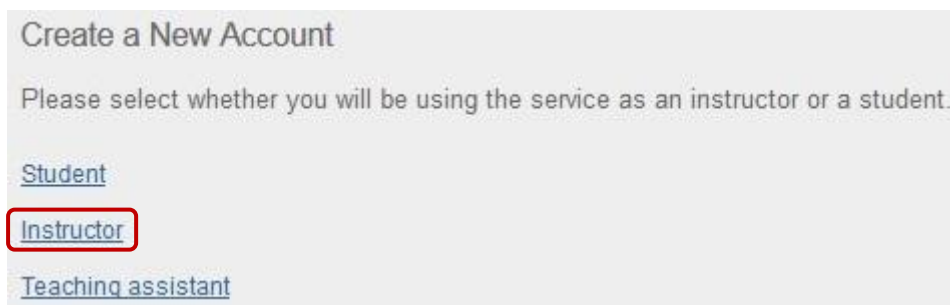 Create a New Account
Please select whether you will be using the service as an instructor or a student.
Student
Instructor
Teaching assistant